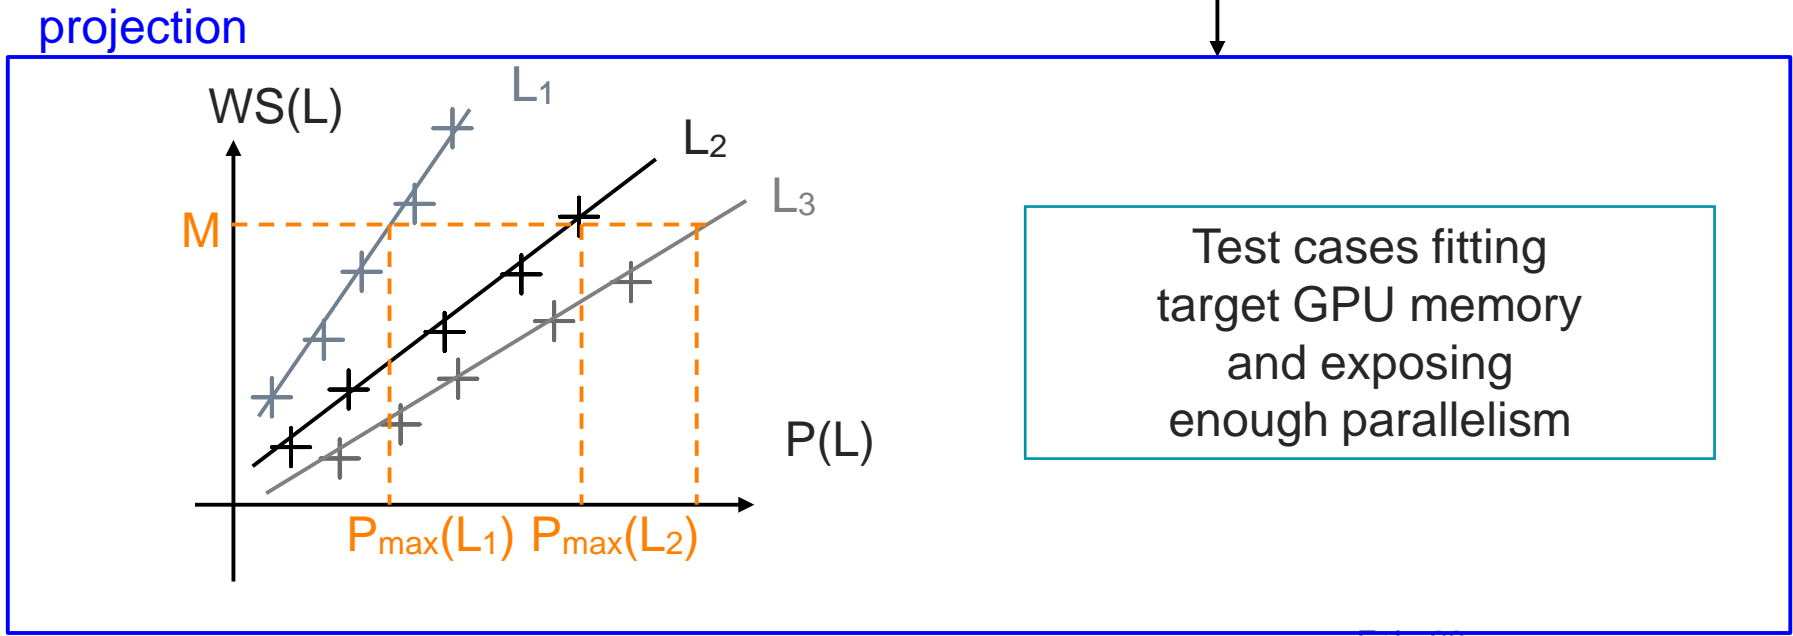 projection
WS(L)
L1
L2
L3
M
P(L)
Pmax(L1) Pmax(L2)
Test cases fitting
target GPU memory
and exposing
enough parallelism